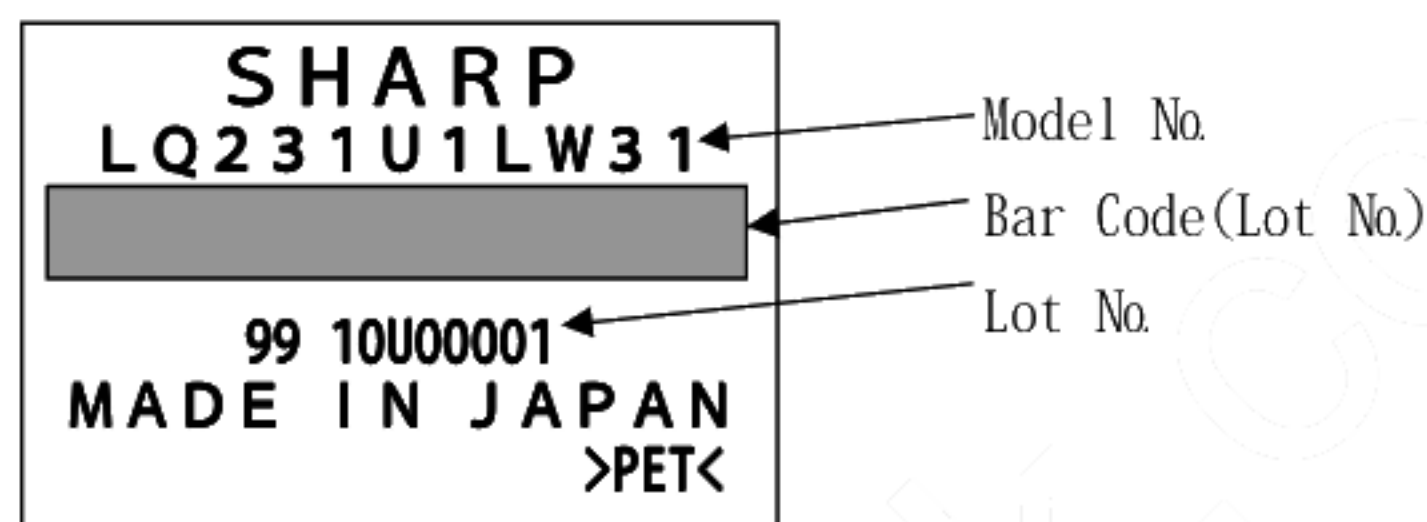 SHARP
LQ231U1LW31
Model No.
Bar Code(Lot No.)
99 10U00001
Lot No.
MADE IN JAPAN
>PET<